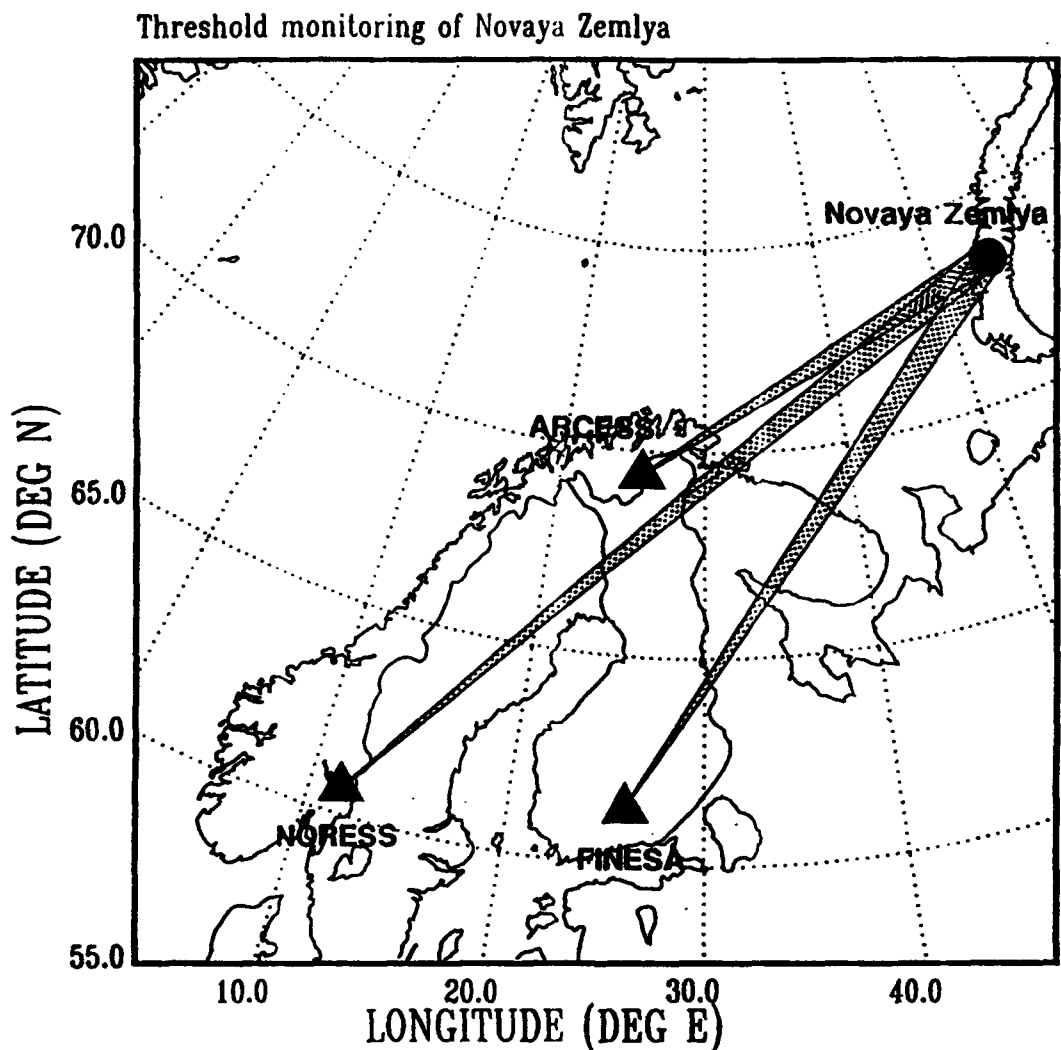 Threshold monitoring of Novaya Zemlya
Novaya Zemlya
70.0
ARCESS
65.0
LATITUDE (DEG N)
60.0
NORESS
FINESA
55.0
10.0 20.0 30.0 40.0
LONGITUDE (DEG E)